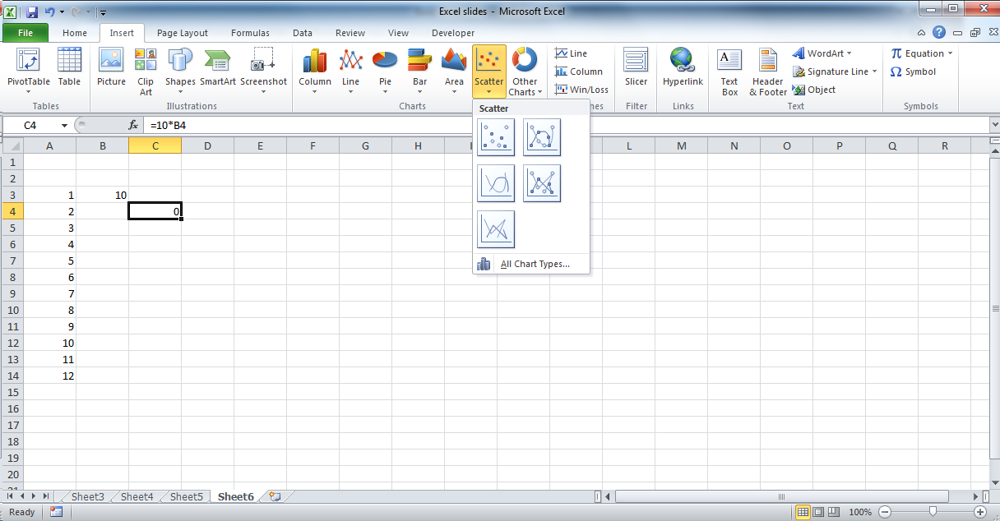 Excel slides - Microsoft Excel
File Home Insert Page Layout Formulas Data Review View Developer
PivotTable Table Picture Clip Art Shapes SmartArt Screenshot Column Line Pie Bar Area Scatter Other Charts Line Column Win/Loss Slicer Hyperlink Text Box Header & Footer WordArt Signature Line Object Equation Symbol
Tables Illustrations Charts Filter Links Text Symbols
C4 fx =10*B4
Scatter
A B C D E F G H I L M N O P Q R
1
2
3 1 10
4 2 0
5 3
6 4
7 5
All Chart Types...
8 6
9 7
10 8
11 9
12 10
13 11
14 12
15
16
17
18
19
20
Sheet3 Sheet4 Sheet5 Sheet6
Ready 100%